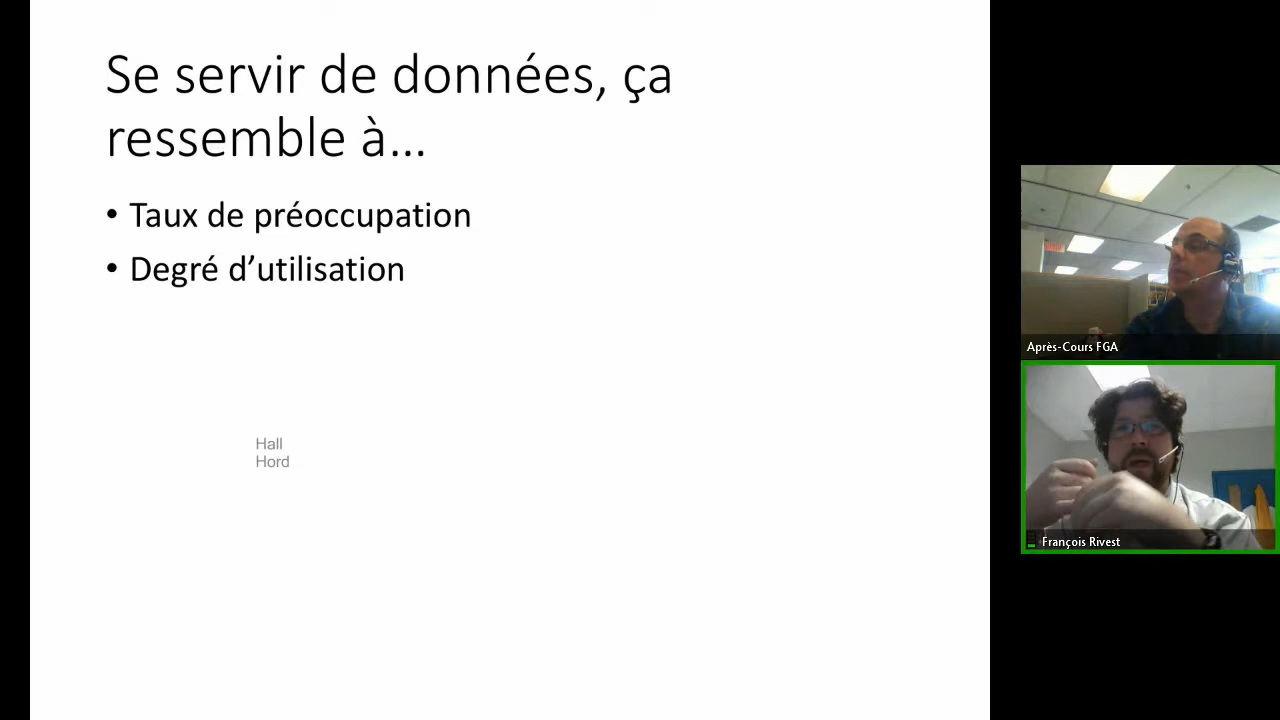 Se servir de données, ça
ressemble à...
• Taux de préoccupation
• Degré d’utilisation
Hall
Hord
Après-Cours FGA
François Rivest